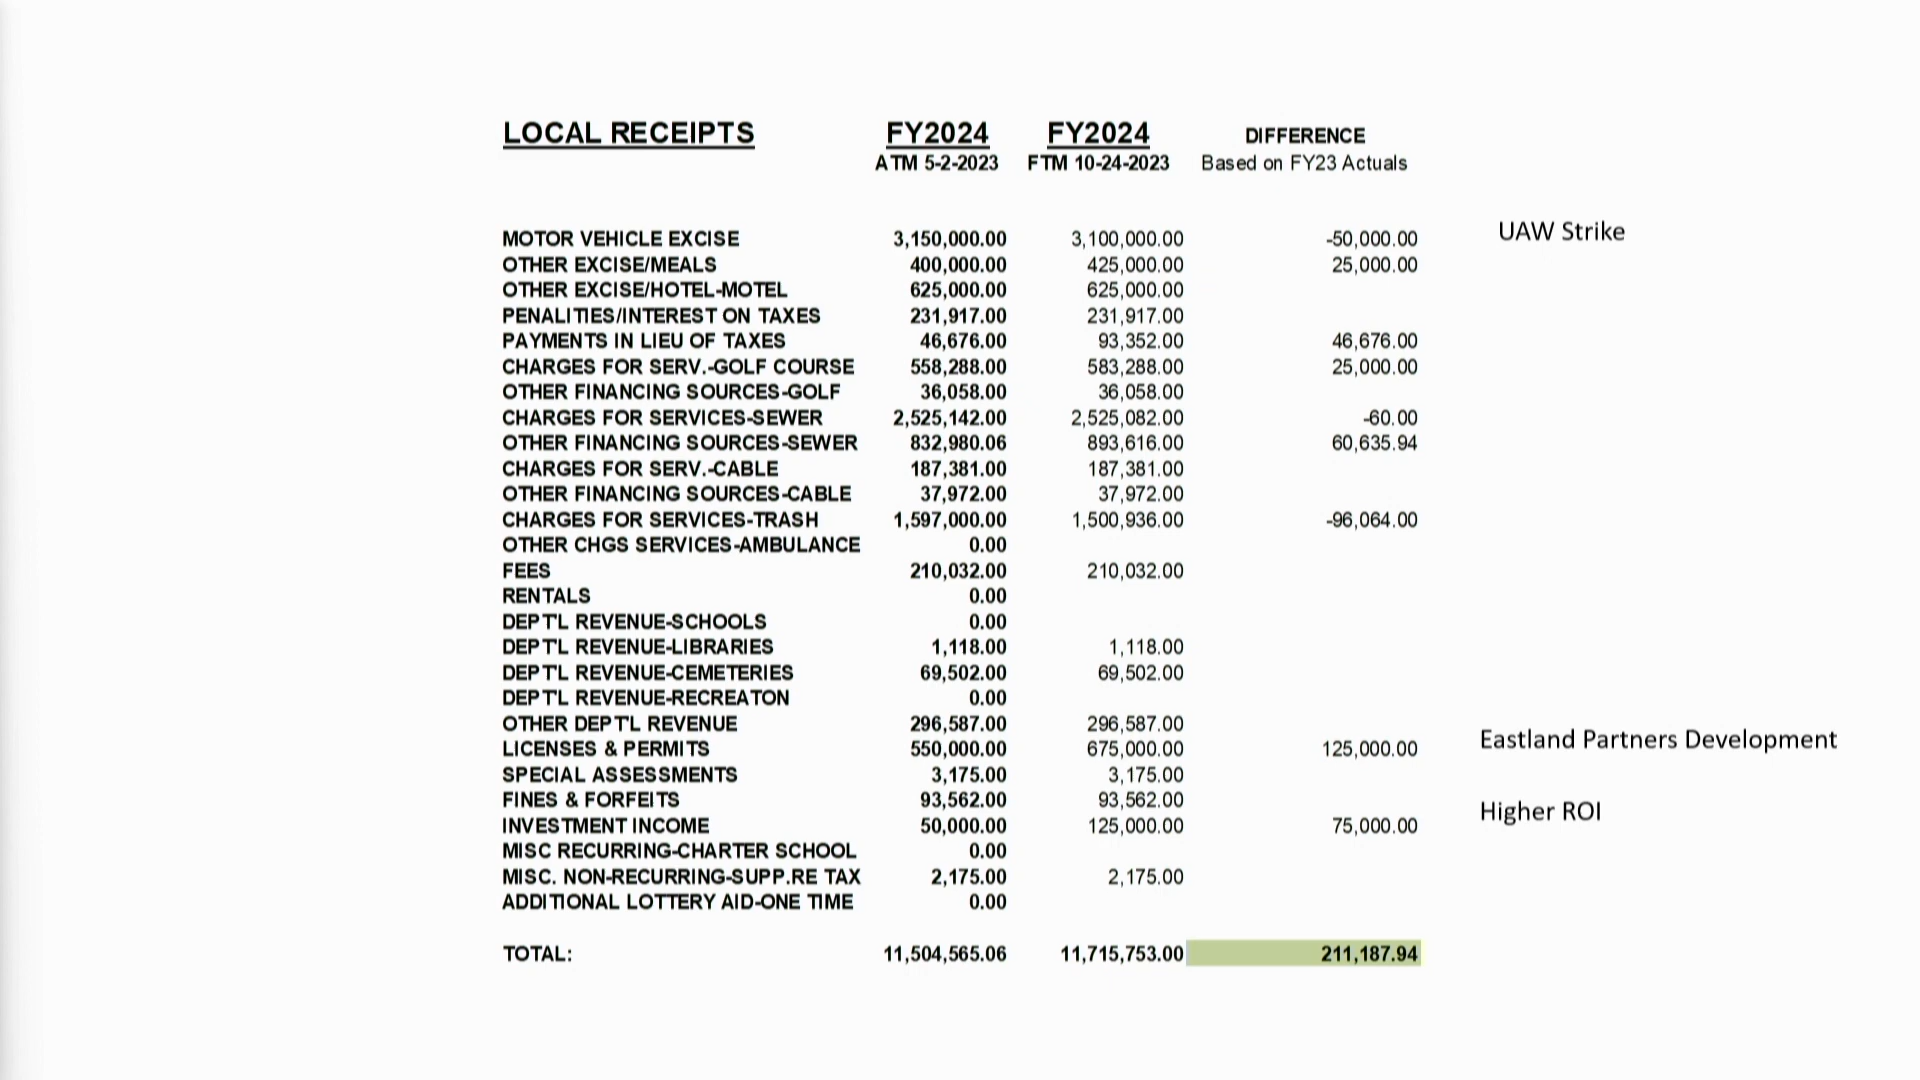 LOCAL RECEIPTS FY2024 FY2024 DIFFERENCE
ATM 5-2-2023 FTM 10-24-2023 Based on FY23 Actuals
MOTOR VEHICLE EXCISE 3,150,000.00 3,100,000.00 -50,000.00 UAW Strike
OTHER EXCISE/MEALS 400,000.00 425,000.00 25,000.00
OTHER EXCISE/HOTEL-MOTEL 625,000.00 625,000.00
PENALITIES/INTEREST ON TAXES 231,917.00 231,917.00
PAYMENTS IN LIEU OF TAXES 46,676.00 93,352.00 46,676.00
CHARGES FOR SERV.-GOLF COURSE 558,288.00 583,288.00 25,000.00
OTHER FINANCING SOURCES-GOLF 36,058.00 36,058.00
CHARGES FOR SERVICES-SEWER 2,525,142.00 2,525,082.00 -60.00
OTHER FINANCING SOURCES-SEWER 832,980.06 893,616.00 60,635.94
CHARGES FOR SERV.-CABLE 187,381.00 187,381.00
OTHER FINANCING SOURCES-CABLE 37,972.00 37,972.00
CHARGES FOR SERVICES-TRASH 1,597,000.00 1,500,936.00 -96,064.00
OTHER CHGS SERVICES-AMBULANCE 0.00
FEES 210,032.00 210,032.00
RENTALS 0.00
DEPT'L REVENUE-SCHOOLS 0.00
DEPT'L REVENUE-LIBRARIES 1,118.00 1,118.00
DEPT'L REVENUE-CEMETERIES 69,502.00 69,502.00
DEPT'L REVENUE-RECREATON 0.00
OTHER DEPT'L REVENUE 296,587.00 296,587.00
LICENSES & PERMITS 550,000.00 675,000.00 125,000.00 Eastland Partners Development
SPECIAL ASSESSMENTS 3,175.00 3,175.00
FINES & FORFEITS 93,562.00 93,562.00
INVESTMENT INCOME 50,000.00 125,000.00 75,000.00 Higher ROI
MISC RECURRING-CHARTER SCHOOL 0.00
MISC. NON-RECURRING-SUPP.RE TAX 2,175.00 2,175.00
ADDITIONAL LOTTERY AID-ONE TIME 0.00
TOTAL: 11,504,565.06 11,715,753.00 211,187.94